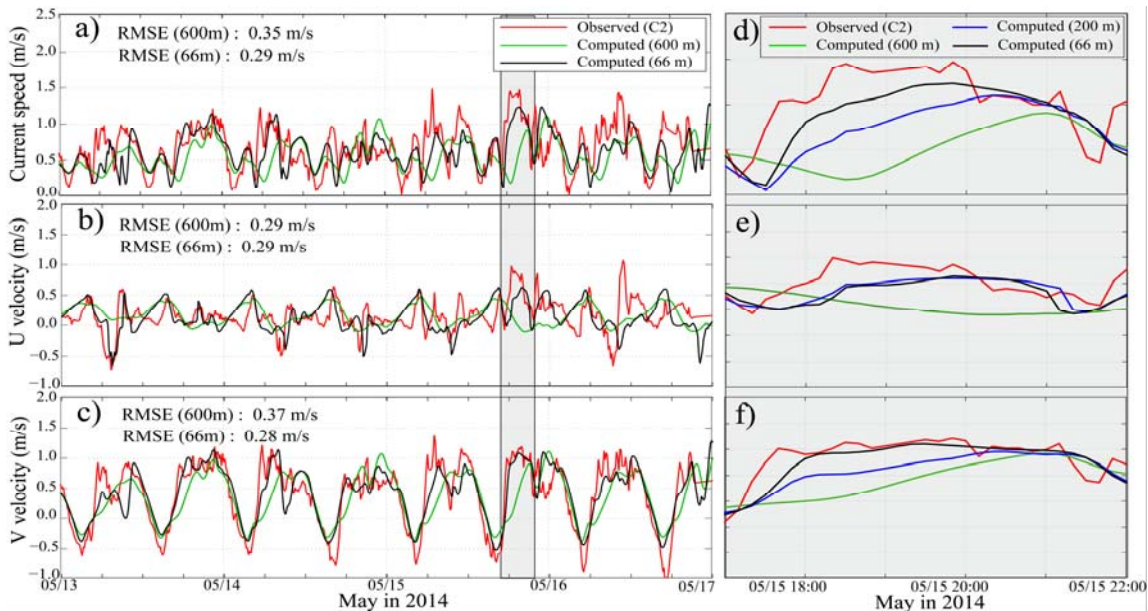 a)
RMSE (600m) : 0.35 m/s
RMSE (66m) : 0.29 m/s
Observed (C2)
Computed (600 m)
Computed (66 m)
Current speed (m/s)
2.5
2.0
1.5
1.0
0.5
0.0
b)
RMSE (600m) : 0.29 m/s
RMSE (66m) : 0.29 m/s
U velocity (m/s)
2.0
1.5
1.0
0.5
0.0
−0.5
−1.0
c)
RMSE (600m) : 0.37 m/s
RMSE (66m) : 0.28 m/s
V velocity (m/s)
2.0
1.5
1.0
0.5
0.0
−0.5
−1.0
05/13
05/14
05/15
05/16
05/17
May in 2014
d)
Observed (C2)
Computed (200 m)
Computed (600 m)
Computed (66 m)
e)
f)
05/15 18:00
05/15 20:00
05/15 22:00
May in 2014